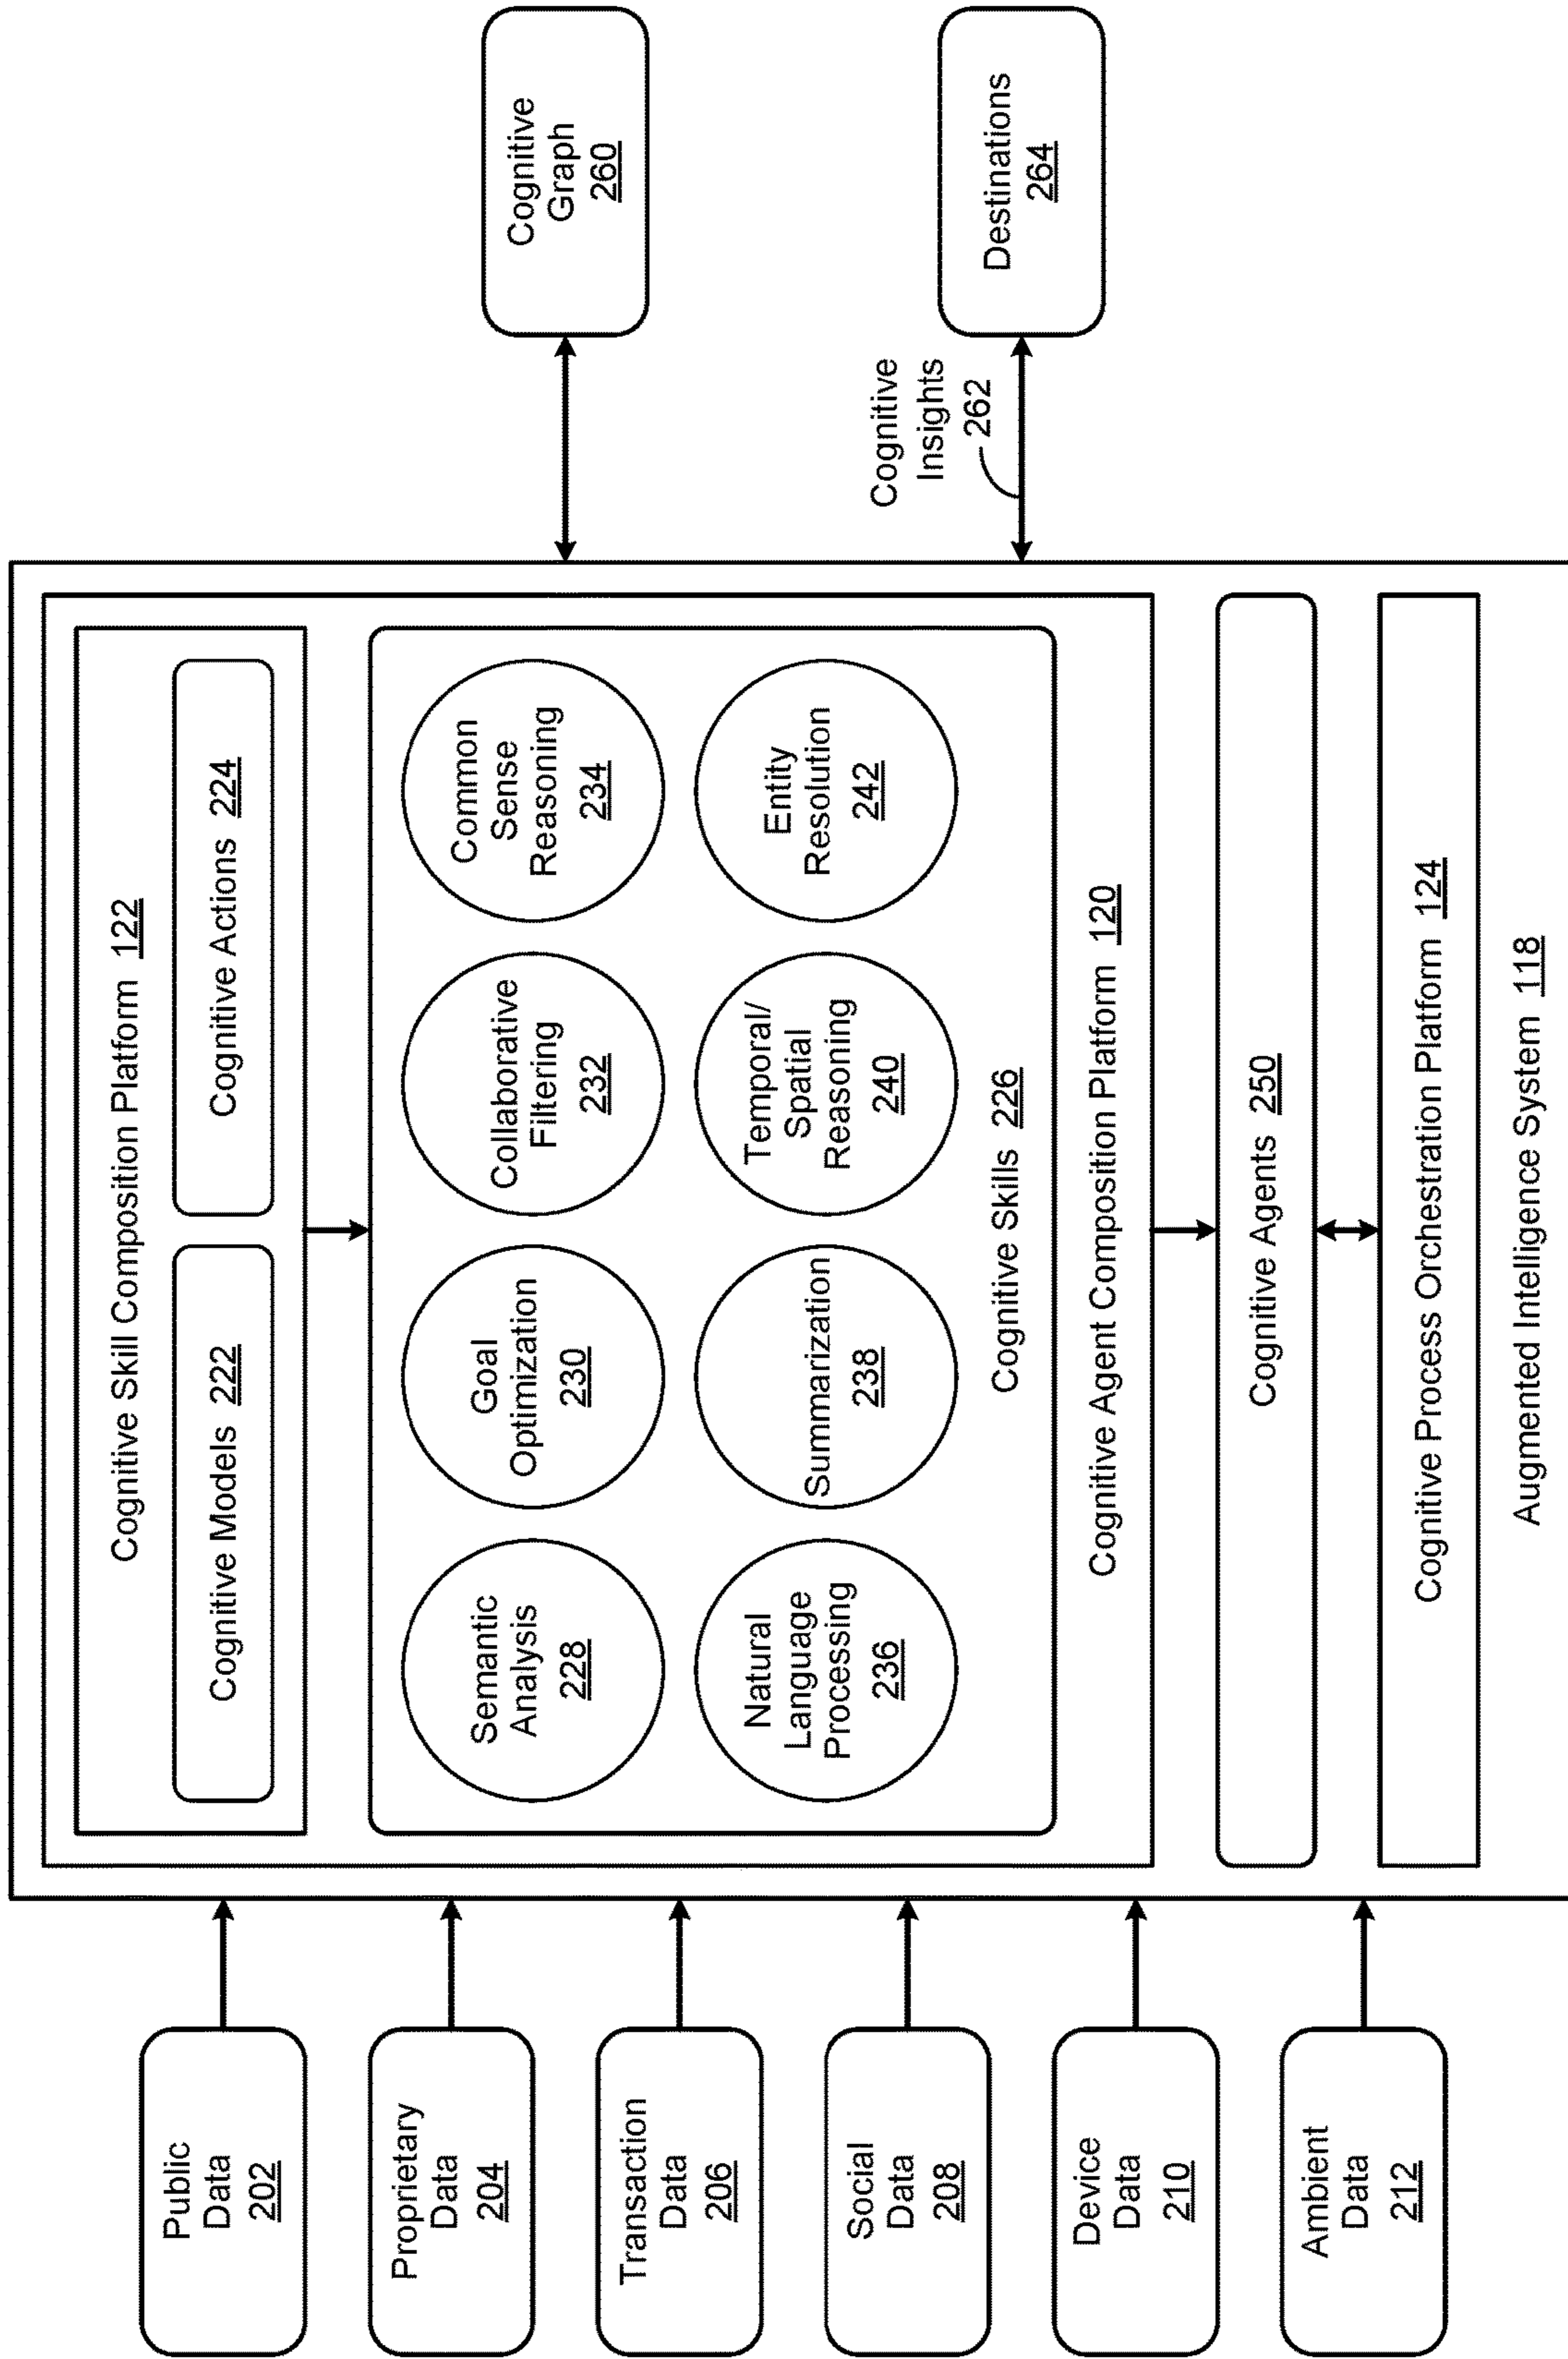 Public
Data
202
Proprietary
Data
204
Transaction
Data
206
Social
Data
208
Device
Data
210
Ambient
Data
212
Cognitive Skill Composition Platform 122
Cognitive Models 222
Cognitive Actions 224
Semantic
Analysis
228
Goal
Optimization
230
Collaborative
Filtering
232
Common
Sense
Reasoning
234
Natural
Language
Processing
236
Summarization
238
Temporal/
Spatial
Reasoning
240
Entity
Resolution
242
Cognitive Skills 226
Cognitive Agent Composition Platform 120
Cognitive Agents 250
Cognitive Process Orchestration Platform 124
Augmented Intelligence System 118
Cognitive
Graph
260
Cognitive
Insights
262
Destinations
264